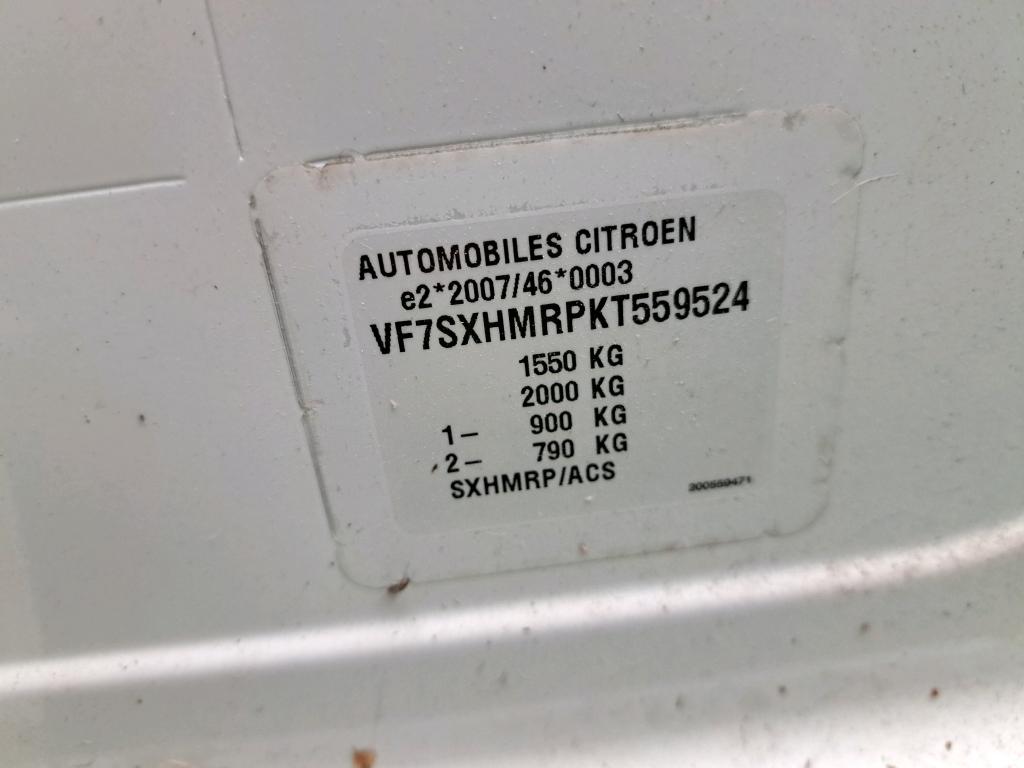 AUTOMOBILES CITROEN
e2*2007/46*0003
VF7SXHMRPKT559524
1550 KG
2000 KG
1– 900 KG
2– 790 KG
SXHMRP/ACS
200559471